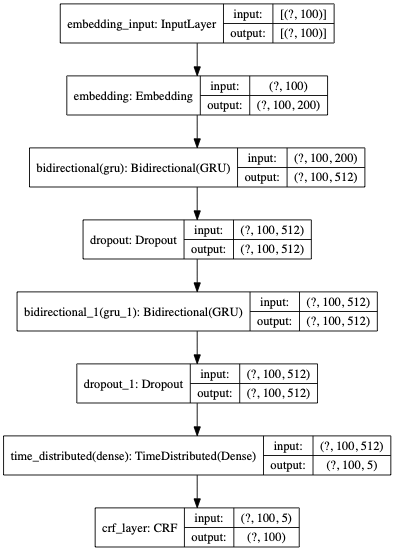 embedding_input: InputLayer input: [(?, 100)]
output: [(?, 100)]
embedding: Embedding input: (?, 100)
output: (?, 100, 200)
bidirectional(gru): Bidirectional(GRU) input: (?, 100, 200)
output: (?, 100, 512)
dropout: Dropout input: (?, 100, 512)
output: (?, 100, 512)
bidirectional_1(gru_1): Bidirectional(GRU) input: (?, 100, 512)
output: (?, 100, 512)
dropout_1: Dropout input: (?, 100, 512)
output: (?, 100, 512)
time_distributed(dense): TimeDistributed(Dense) input: (?, 100, 512)
output: (?, 100, 5)
crf_layer: CRF input: (?, 100, 5)
output: (?, 100)